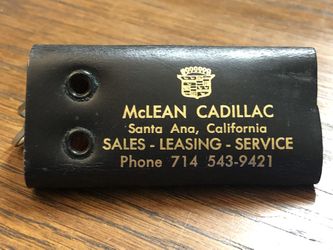 McLEAN CADILLAC
Santa Ana, California
SALES - LEASING - SERVICE
Phone 714 543-9421